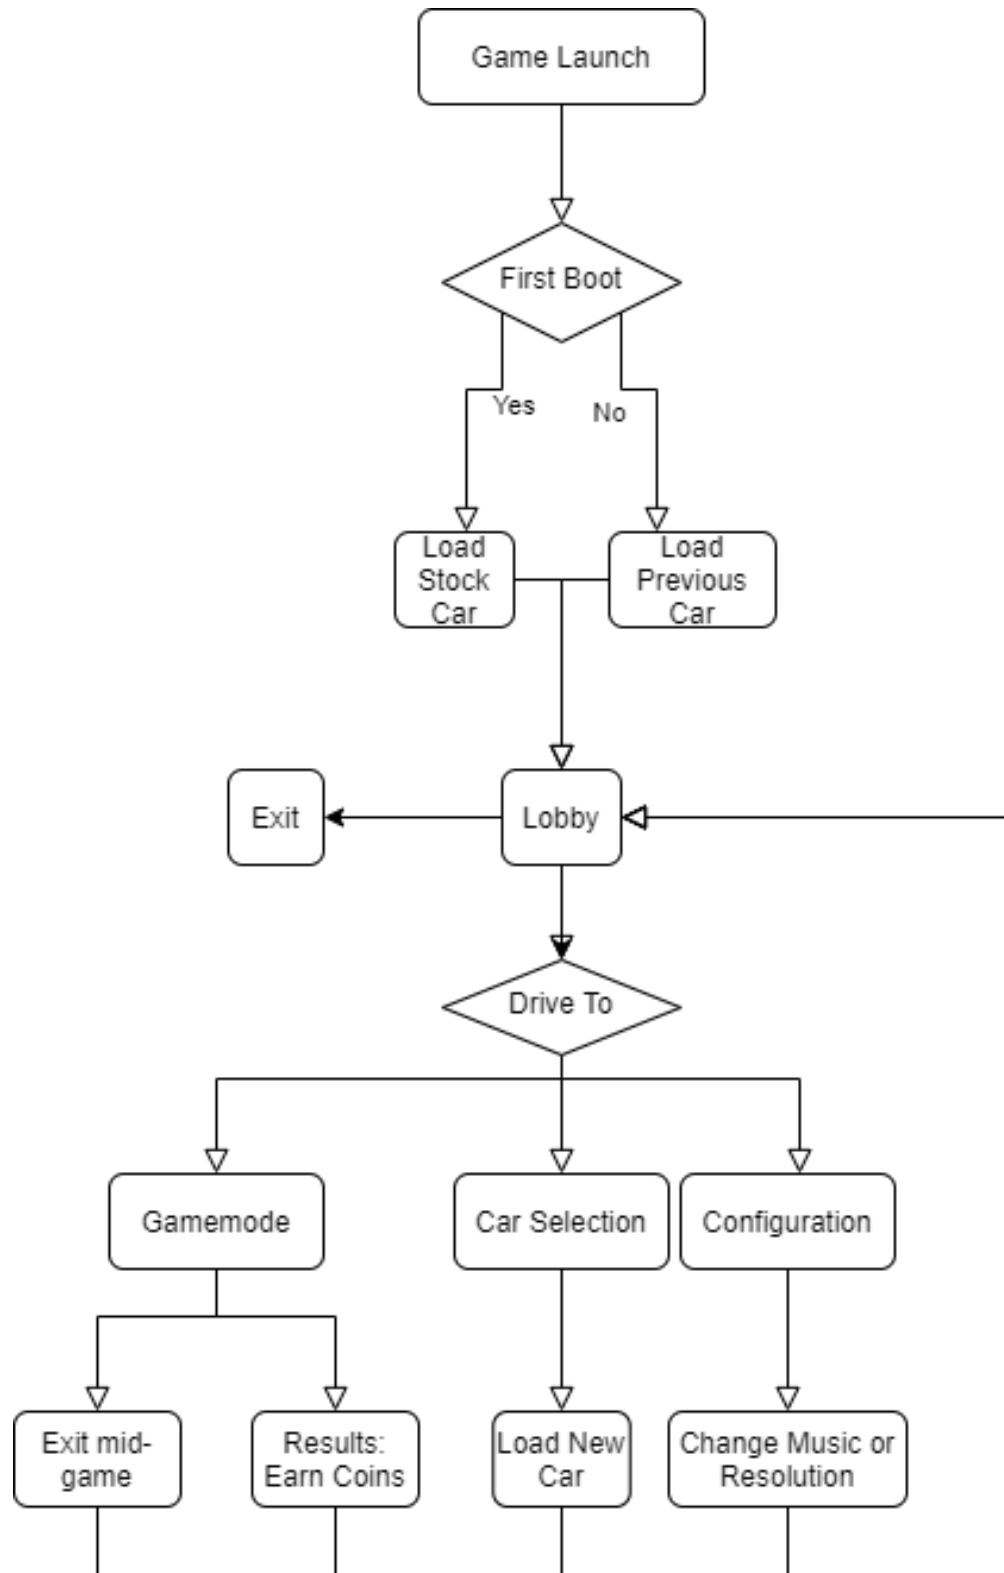 Game Launch
First Boot
Yes
No
Load
Stock
Car
Load
Previous
Car
Exit
Lobby
Drive To
Gamemode
Car Selection
Configuration
Exit mid-
game
Results:
Earn Coins
Load New
Car
Change Music or
Resolution